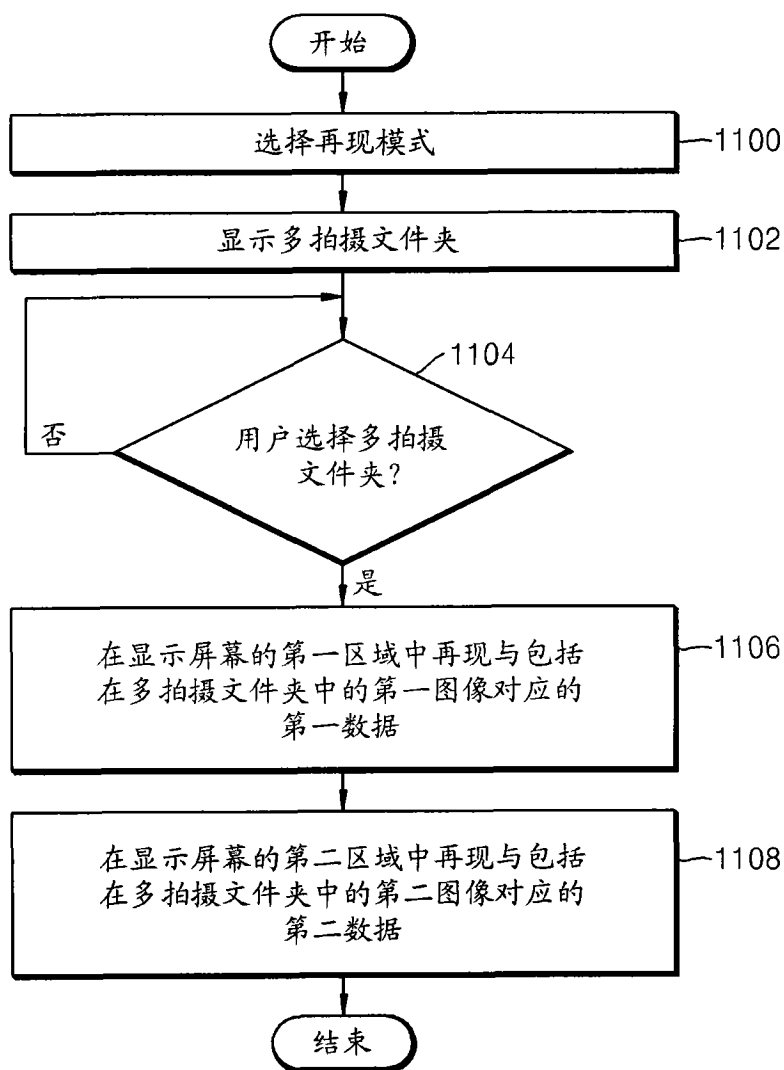 开始
选择再现模式
1100
显示多拍摄文件夹
1102
1104
用户选择多拍摄
文件夹?
否
是
在显示屏幕的第一区域中再现与包括
在多拍摄文件夹中的第一图像对应的
第一数据
1106
在显示屏幕的第二区域中再现与包括
在多拍摄文件夹中的第二图像对应的
第二数据
1108
结束